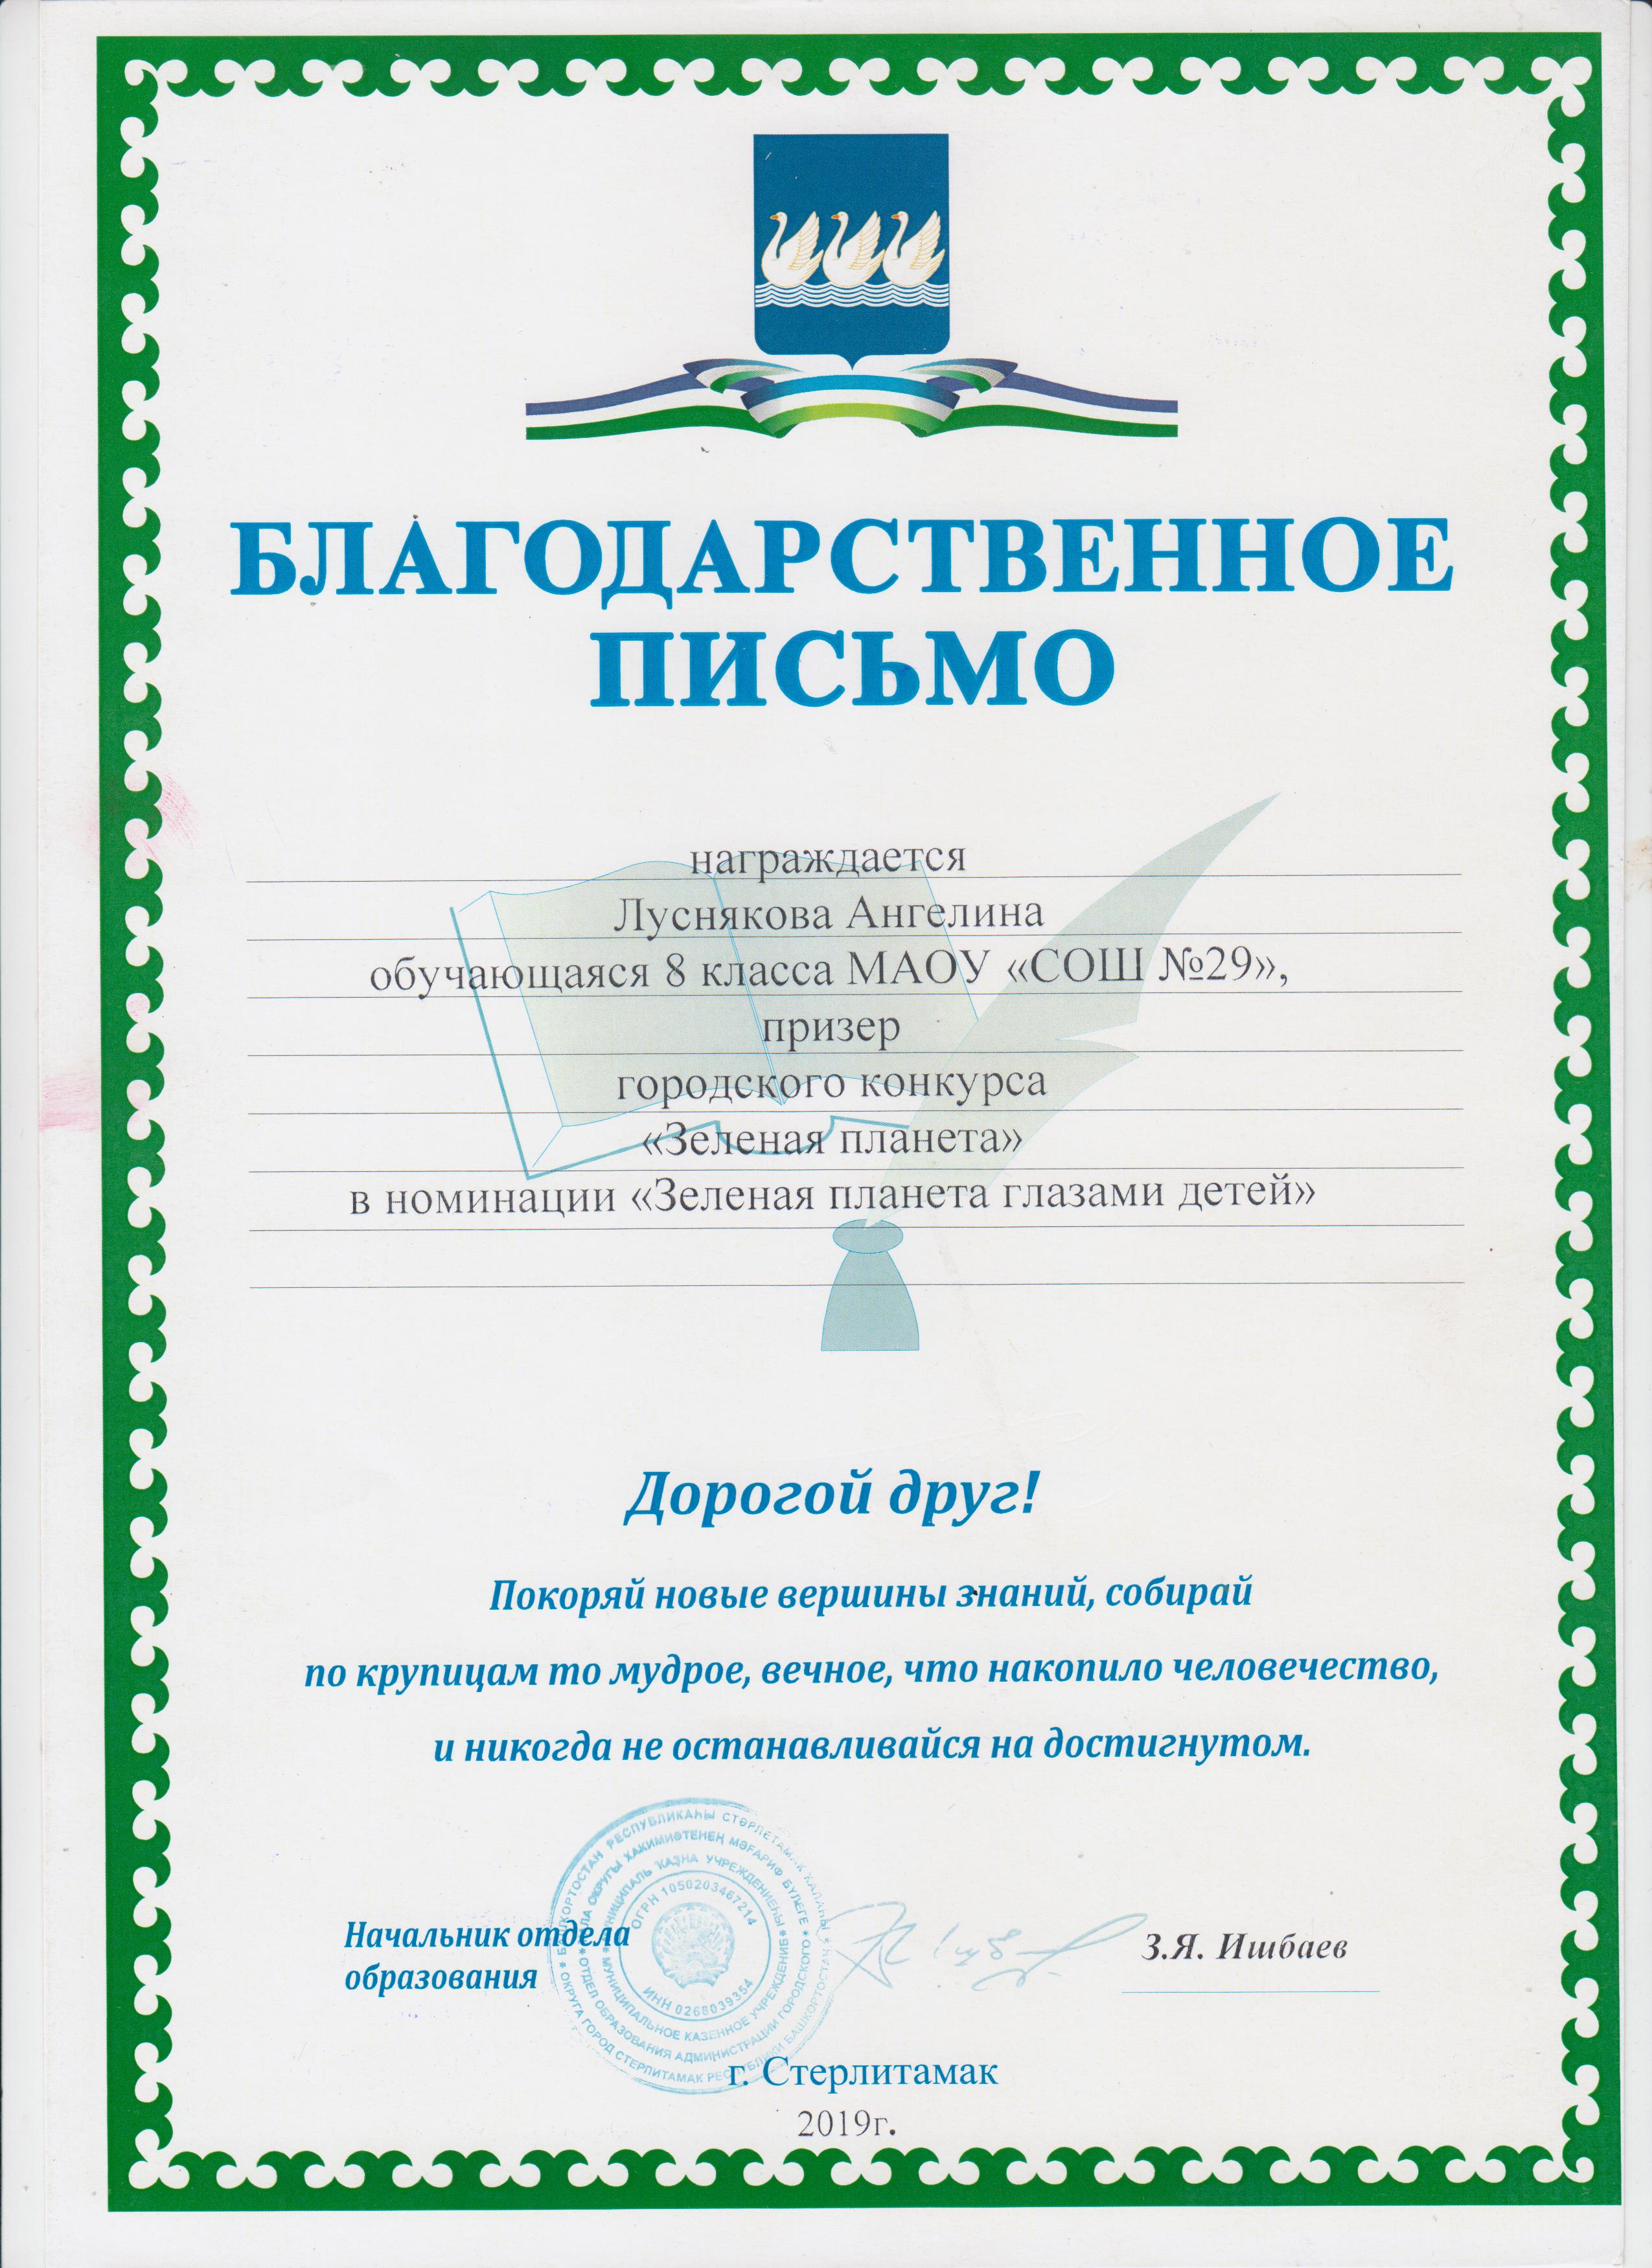 БЛАГОДАРСТВЕННОЕ
ПИСЬМО
награждается
Луснякова Ангелина
обучающаяся 8 класса МАОУ «СОШ №29»,
призер
городского конкурса
«Зеленая планета»
в номинации «Зеленая планета глазами детей»
Дорогой друг!
Покоряй новые вершины знаний, собирай
по крупицам то мудрое, вечное, что накопило человечество,
и никогда не останавливайся на достигнутом.
Начальник отдела
образования
БАШКОРТОСТАН РЕСПУБЛИКАҺЫ СТӘРЛЕТАМАК ҠАЛАҺЫ
ҠАЛА ОКРУГЫ ХАКИМИӘТЕНЕҢ МӘҒАРИФ БҮЛЕГЕ
МУНИЦИПАЛЬ ҠАЗНА УЧРЕЖДЕНИЕҺЫ
ОГРН 1050203467214
ИНН 0268039354
МУНИЦИПАЛЬНОЕ КАЗЕННОЕ УЧРЕЖДЕНИЕ
ОТДЕЛ ОБРАЗОВАНИЯ АДМИНИСТРАЦИИ ГОРОДСКОГО
ОКРУГА ГОРОД СТЕРЛИТАМАК РЕСПУБЛИКИ БАШКОРТОСТАН
З.Я. Ишбаев
г. Стерлитамак
2019г.